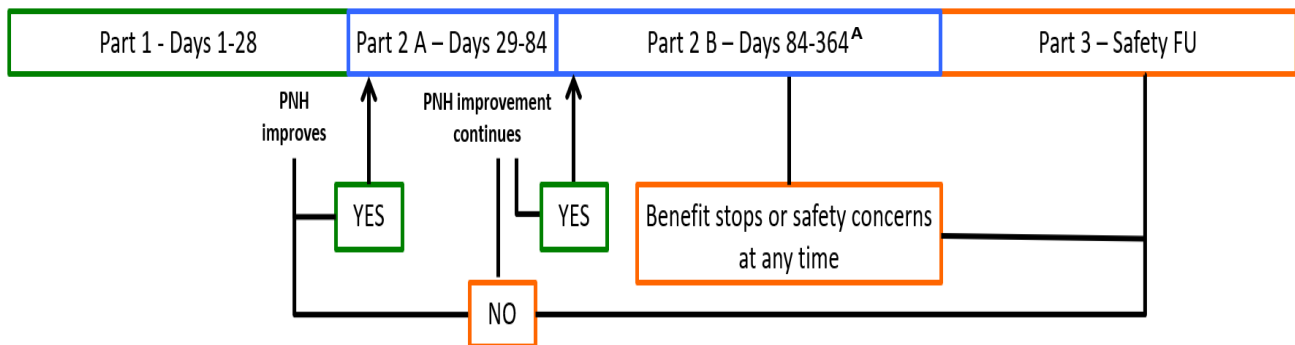 Part 1 - Days 1-28
Part 2 A – Days 29-84
Part 2 B – Days 84-364ᴬ
Part 3 – Safety FU
PNH
improves
PNH improvement
continues
YES
YES
Benefit stops or safety concerns
at any time
NO